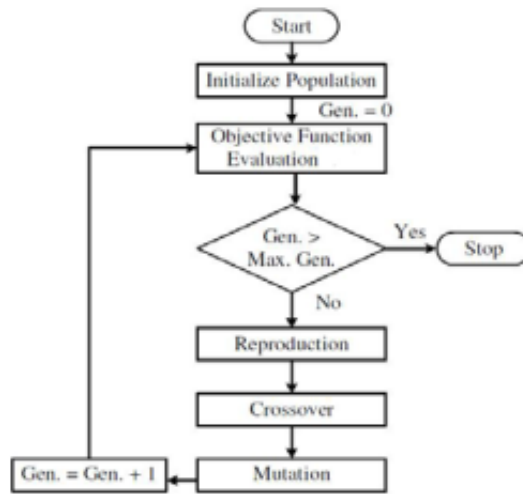 Start
Initialize Population
Gen. = 0
Objective Function
Evaluation
Gen. >
Max. Gen.
Yes
Stop
No
Reproduction
Crossover
Mutation
Gen. = Gen. + 1